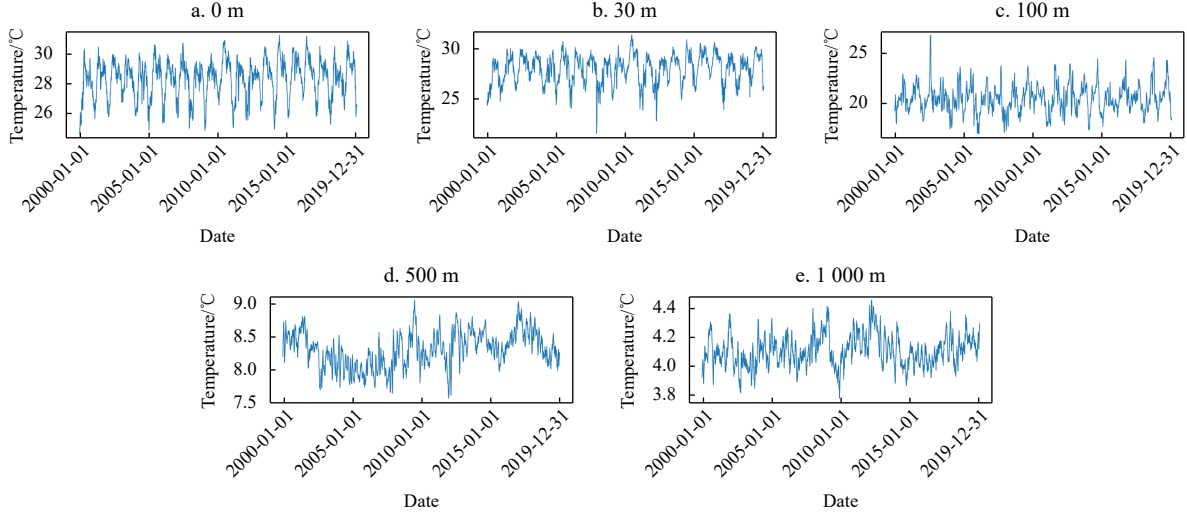 a. 0 m
Temperature/℃
30
28
26
2000-01-01
2005-01-01
2010-01-01
2015-01-01
2019-12-31
Date
b. 30 m
Temperature/℃
30
25
2000-01-01
2005-01-01
2010-01-01
2015-01-01
2019-12-31
Date
c. 100 m
Temperature/℃
25
20
2000-01-01
2005-01-01
2010-01-01
2015-01-01
2019-12-31
Date
d. 500 m
Temperature/℃
9.0
8.5
8.0
7.5
2000-01-01
2005-01-01
2010-01-01
2015-01-01
2019-12-31
Date
e. 1 000 m
Temperature/℃
4.4
4.2
4.0
3.8
2000-01-01
2005-01-01
2010-01-01
2015-01-01
2019-12-31
Date